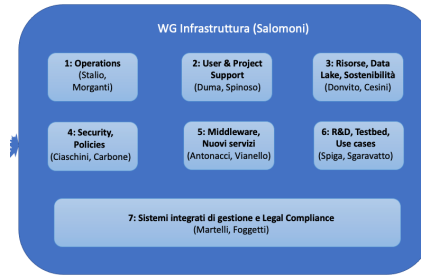 WG Infrastruttura (Salomoni)
1: Operations
(Stalio,
Morganti)
2: User & Project
Support
(Duma, Spinoso)
3: Risorse, Data
Lake, Sostenibilità
(Donvito, Cesini)
4: Security,
Policies
(Ciaschini, Carbone)
5: Middleware,
Nuovi servizi
(Antonacci, Vianello)
6: R&D, Testbed,
Use cases
(Spiga, Sgaravatto)
7: Sistemi integrati di gestione e Legal Compliance
(Martelli, Foggetti)